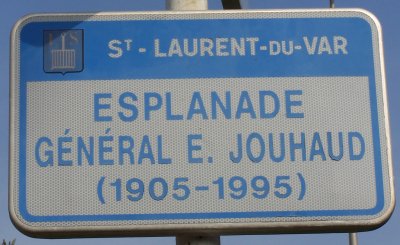 Sᵀ - LAURENT-DU-VAR
ESPLANADE
GÉNÉRAL E. JOUHAUD
(1905-1995)